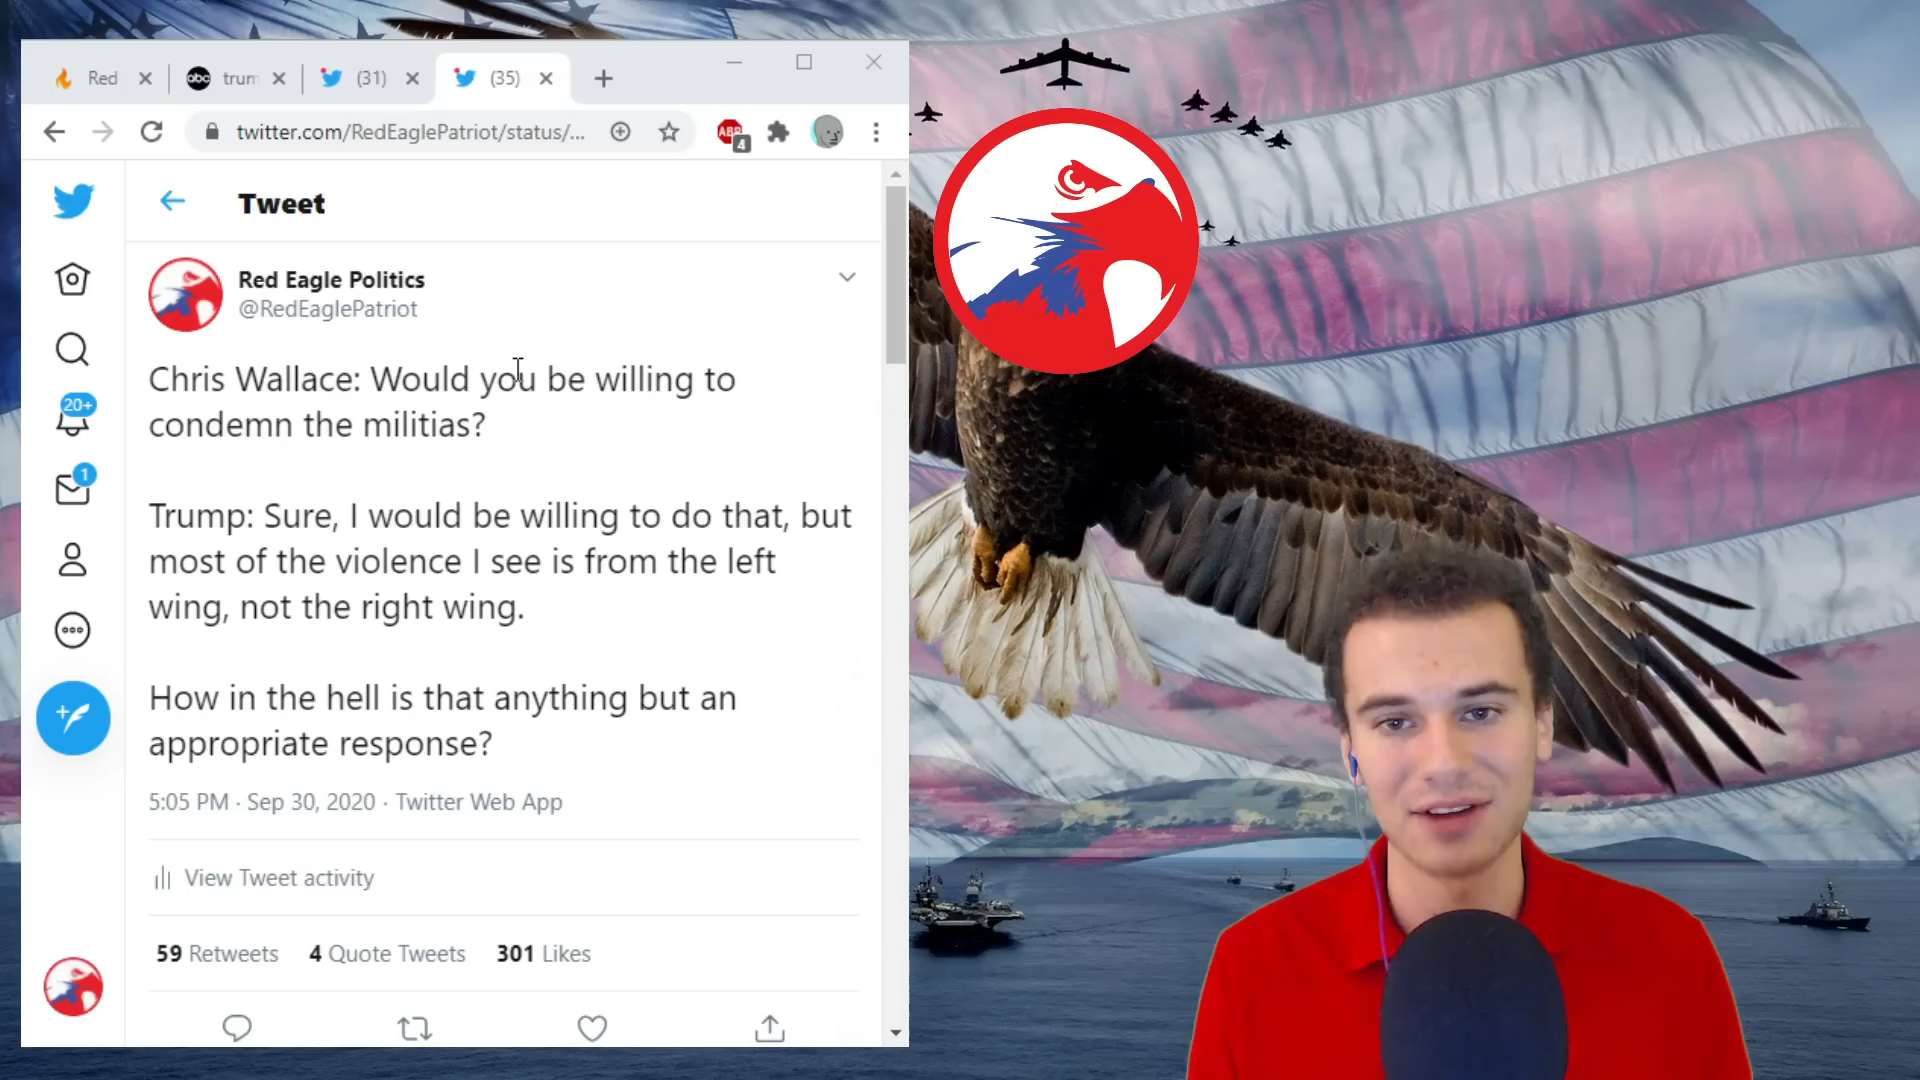 Red
abc
trum
(31)
(35)
twitter.com/RedEaglePatriot/status/...
ABP
4
Tweet
Red Eagle Politics
@RedEaglePatriot
20+
1
Chris Wallace: Would you be willing to
condemn the militias?
Trump: Sure, I would be willing to do that, but
most of the violence I see is from the left
wing, not the right wing.
How in the hell is that anything but an
appropriate response?
5:05 PM · Sep 30, 2020 · Twitter Web App
View Tweet activity
59 Retweets 4 Quote Tweets 301 Likes